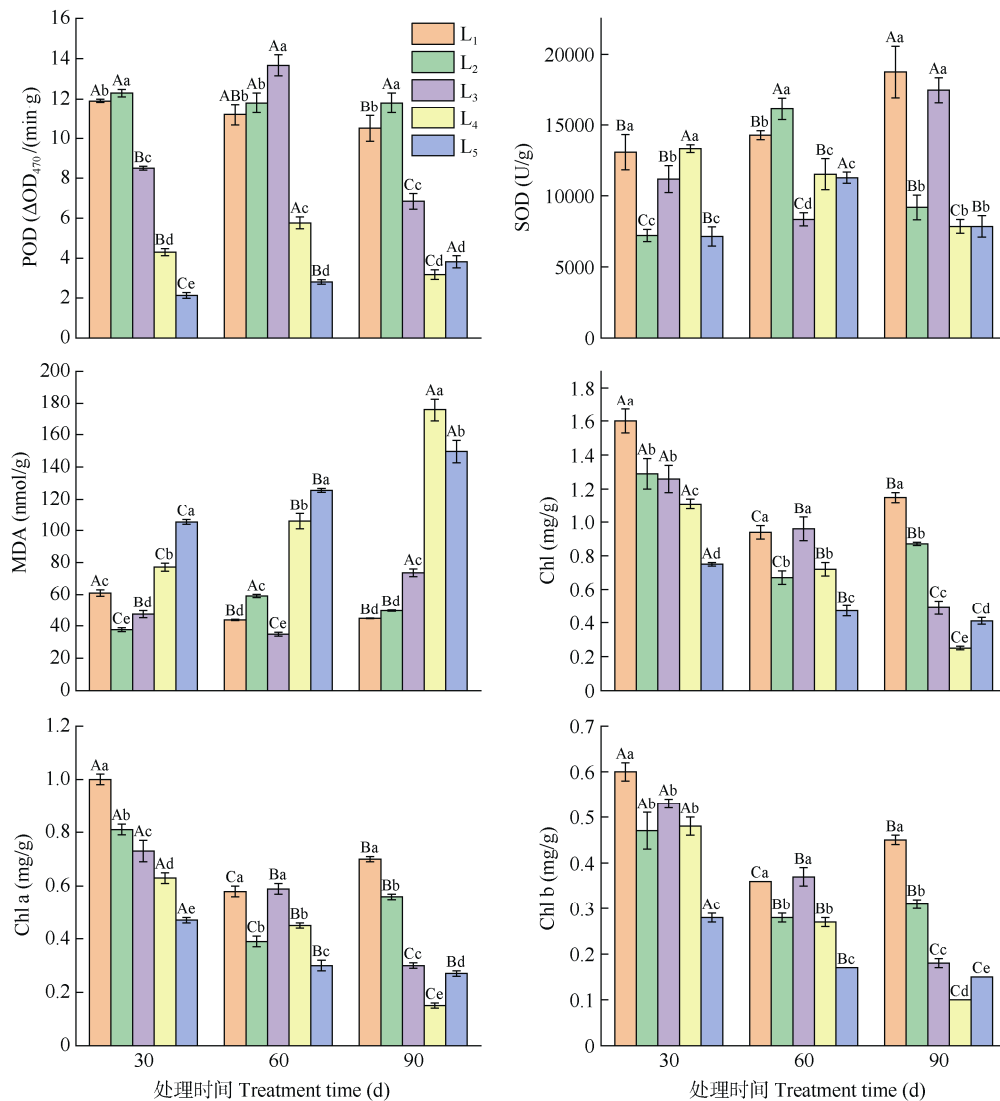 POD (ΔOD₄₇₀ /(min·g)
16
14
12
10
8
6
4
2
0
Ab Aa Bc Bd Ce
ABb Ab Aa Ac Bd
Bb Aa Cc Cd Ad
L₁
L₂
L₃
L₄
L₅
SOD (U/g)
20000
15000
10000
5000
0
Ba Cc Bb Aa Bc
Bb Aa Cd Bc Ac
Aa Bb Aa Cb Bb
MDA (nmol/g)
200
180
160
140
120
100
80
60
40
20
0
Ac Ce Bd Cb Ca
Bd Ac Ce Bb Ba
Bd Bd Ac Aa Ab
Chl (mg/g)
1.8
1.6
1.4
1.2
1.0
0.8
0.6
0.4
0.2
0
Aa Ab Ab Ac Ad
Ca Cb Ba Bb Bc
Ba Bb Cc Ce Cd
Chl a (mg/g)
1.2
1.0
0.8
0.6
0.4
0.2
0
Aa Ab Ac Ad Ae
Ca Cb Ba Bb Bc
Ba Bb Cc Ce Bd
30 60 90
处理时间 Treatment time (d)
Chl b (mg/g)
0.7
0.6
0.5
0.4
0.3
0.2
0.1
0
Aa Ab Ab Ab Ac
Ca Bb Ba Bb Bc
Ba Bb Cc Cd Ce
30 60 90
处理时间 Treatment time (d)